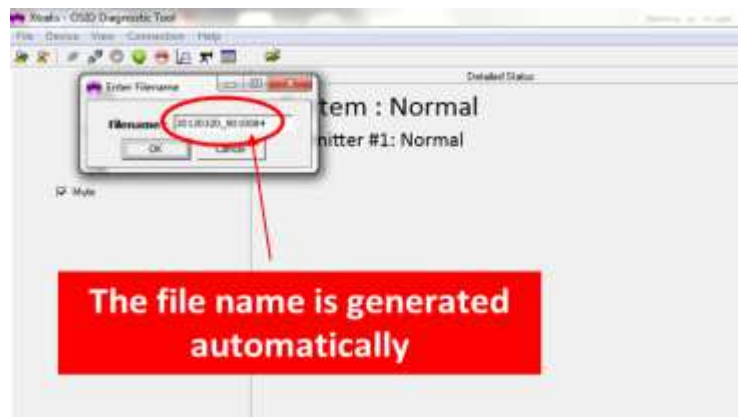 Xtralis - OSID Diagnostic Tool
File Device View Connection Help
Detailed Status
Enter Filename
tem : Normal
Filename
mitter #1: Normal
OK Cancel
Mute
The file name is generated
automatically